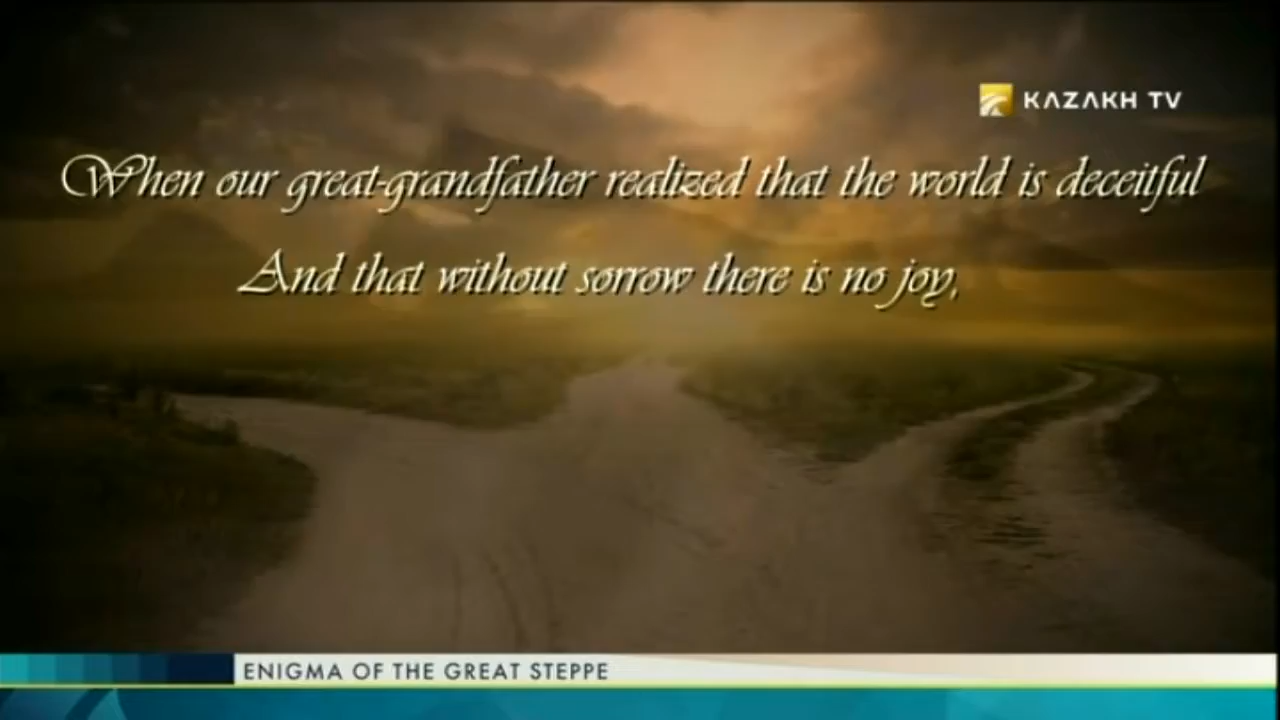 KAZAKH TV
When our great-grandfather realized that the world is deceitful
And that without sorrow there is no joy,
ENIGMA OF THE GREAT STEPPE